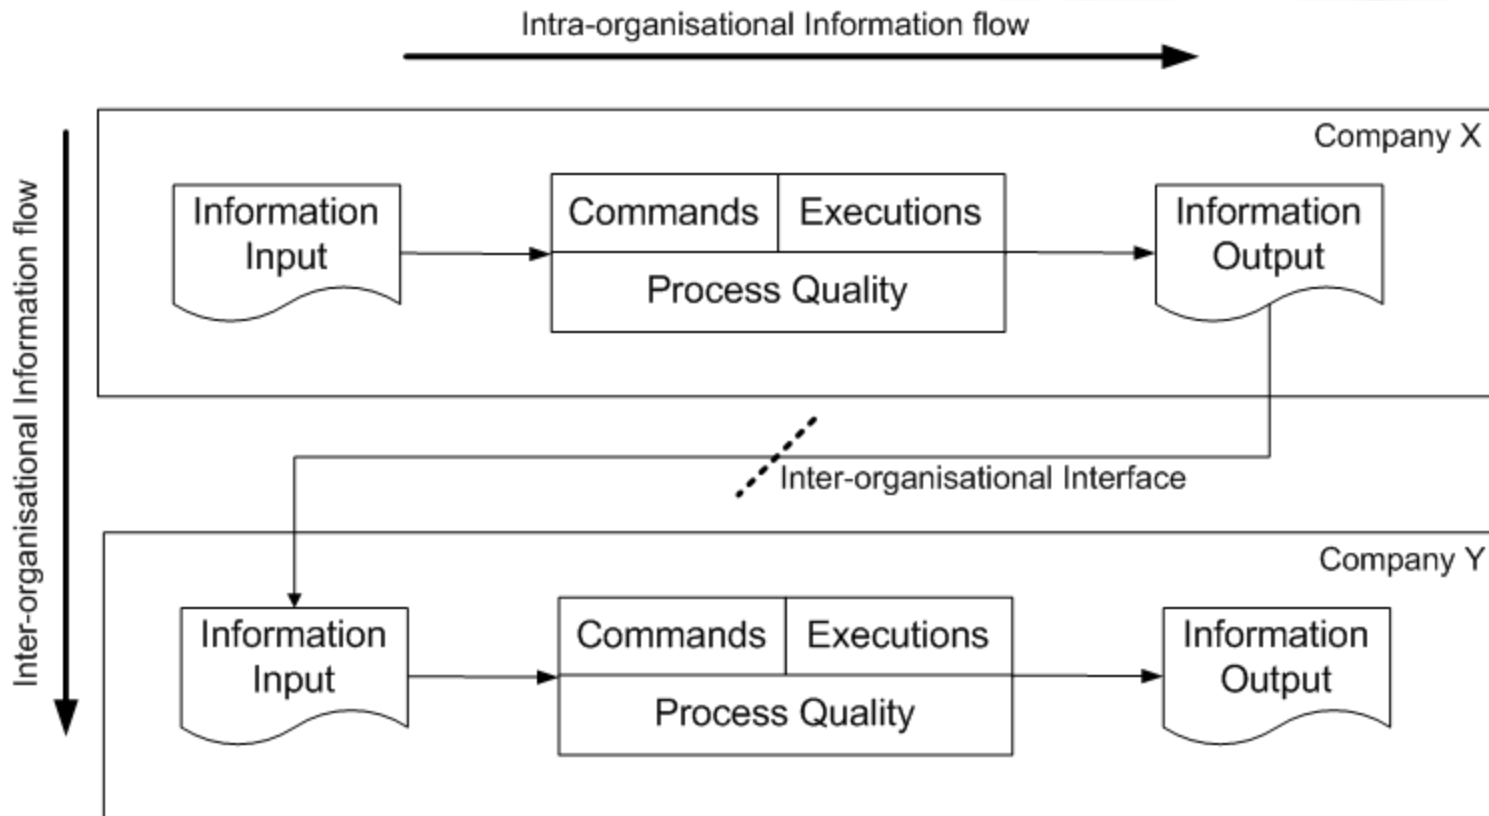 Intra-organisational Information flow
Inter-organisational Information flow
Company X
Information
Input
Commands
Executions
Process Quality
Information
Output
Inter-organisational Interface
Company Y
Information
Input
Commands
Executions
Process Quality
Information
Output